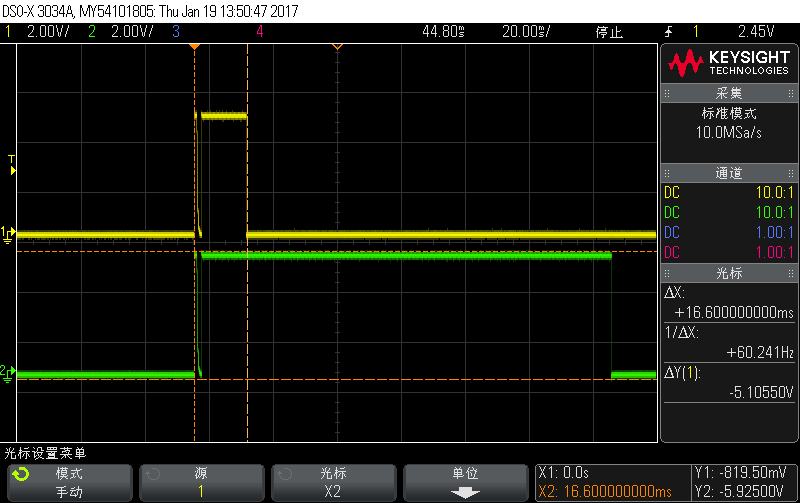 DSO-X 3034A, MY54101805: Thu Jan 19 13:50:47 2017
1 2.00V/ 2 2.00V/ 3 4 44.80ms 20.00ms/ 停止 1 2.45V
KEYSIGHT
TECHNOLOGIES
采集
标准模式
10.0MSa/s
通道
DC 10.0:1
DC 10.0:1
DC 1.00:1
DC 1.00:1
光标
ΔX:
+16.600000000ms
1/ΔX:
+60.241Hz
ΔY(1):
-5.10550V
T
1
2
光标设置菜单
模式
手动
源
1
光标
X2
单位
X1: 0.0s
X2: 16.600000000ms
Y1: -819.50mV
Y2: -5.92500V